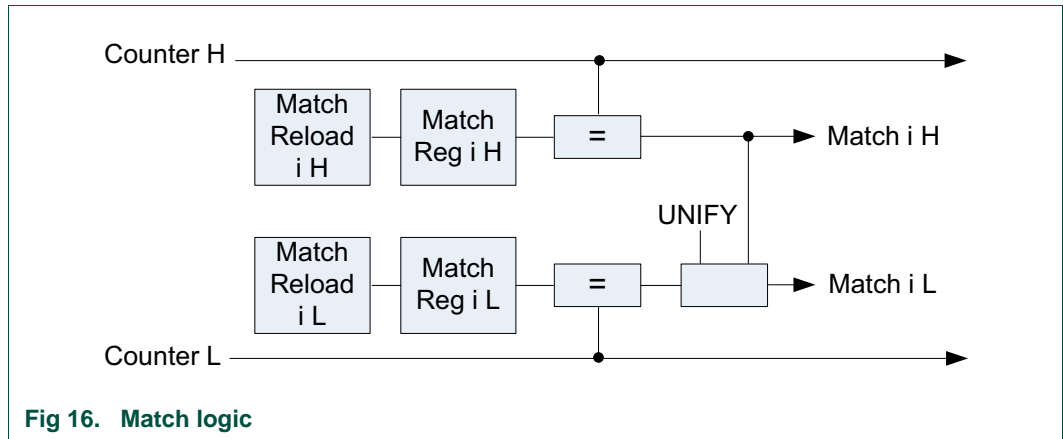 Counter H
Match
Reload
i H
Match
Reg i H
=
Match i H
UNIFY
Match
Reload
i L
Match
Reg i L
=
Match i L
Counter L
Fig 16. Match logic